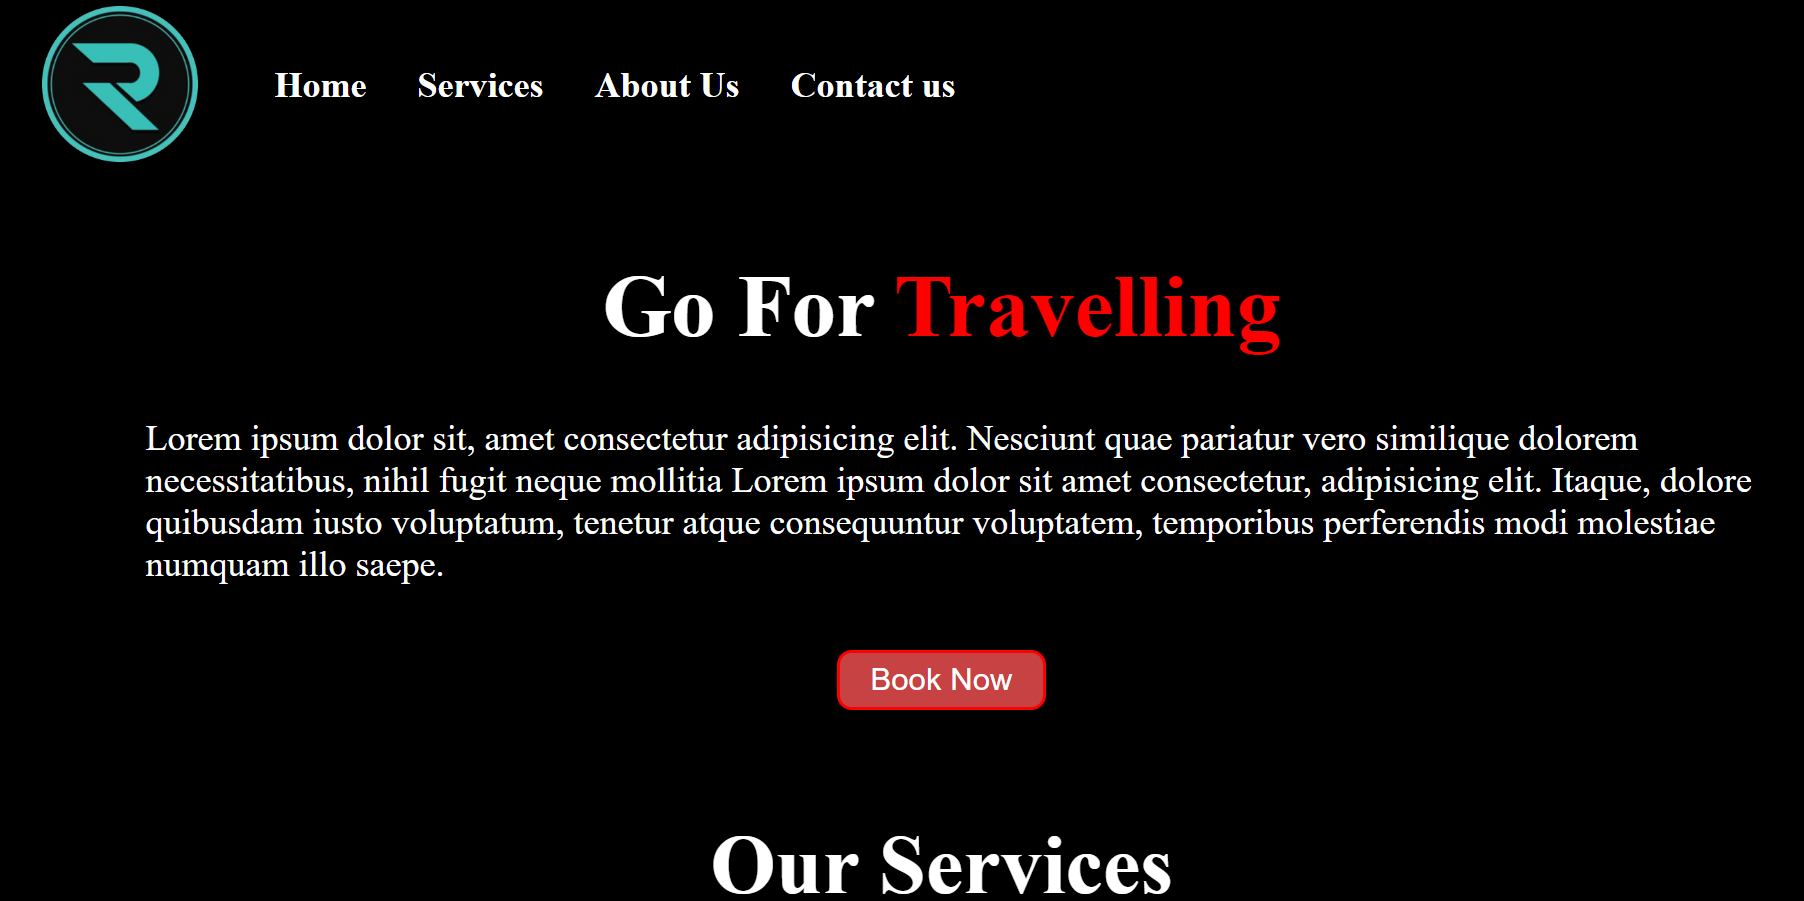 R
Home Services About Us Contact us
Go For Travelling
Lorem ipsum dolor sit, amet consectetur adipisicing elit. Nesciunt quae pariatur vero similique dolorem
necessitatibus, nihil fugit neque mollitia Lorem ipsum dolor sit amet consectetur, adipisicing elit. Itaque, dolore
quibusdam iusto voluptatum, tenetur atque consequuntur voluptatem, temporibus perferendis modi molestiae
numquam illo saepe.
Book Now
Our Services